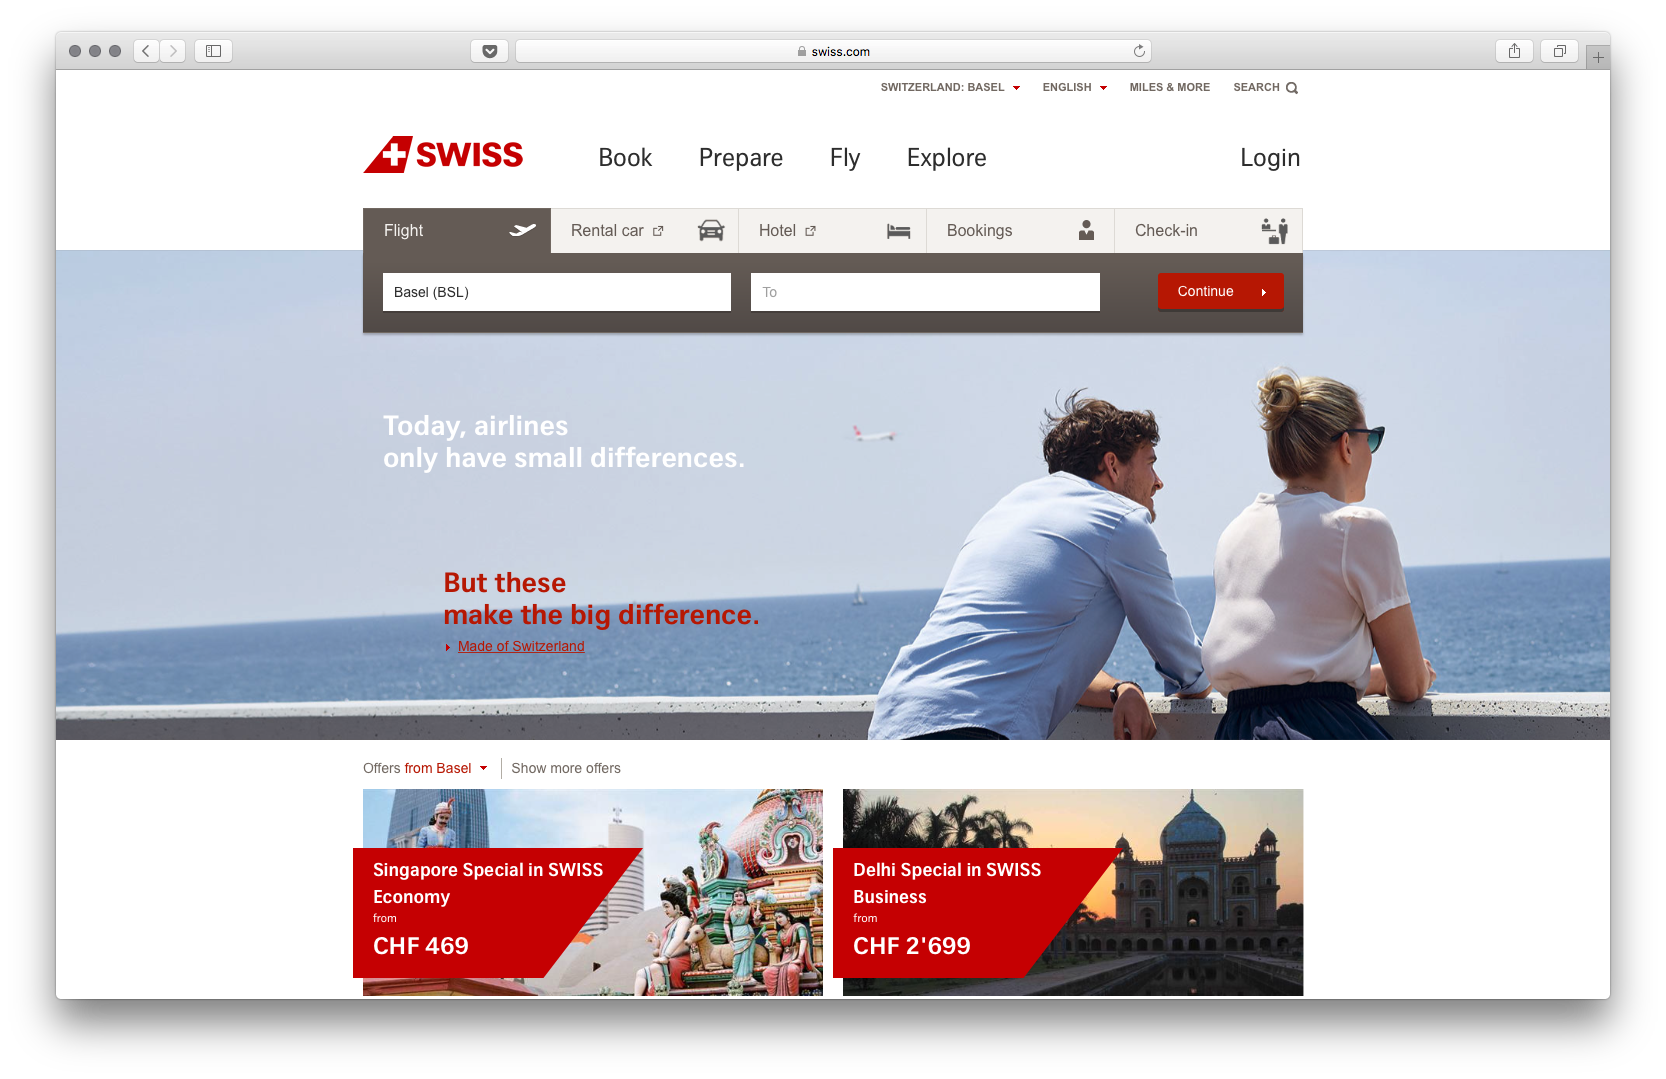 swiss.com
SWITZERLAND: BASEL
ENGLISH
MILES & MORE
SEARCH
SWISS
Book
Prepare
Fly
Explore
Login
Flight
Rental car
Hotel
Bookings
Check-in
Basel (BSL)
To
Continue
Today, airlines
only have small differences.
But these
make the big difference.
Made of Switzerland
Offers from Basel
Show more offers
Singapore Special in SWISS
Economy
from
CHF 469
Delhi Special in SWISS
Business
from
CHF 2'699